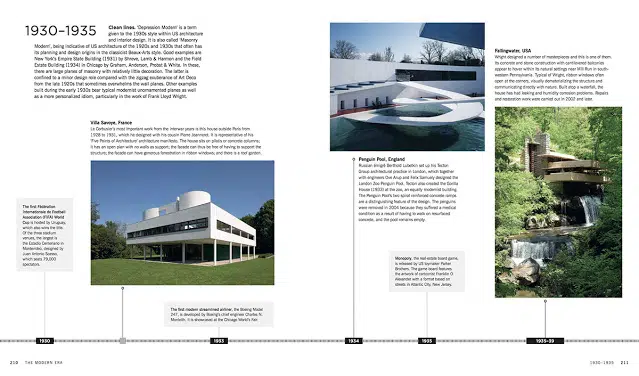 1930–1935
Clean lines. 'Depression Modern' is a term
given to the 1930s style within US architecture
and interior design. It is also called 'Masonry
Modern', being indicative of US architecture of the 1920s and 1930s that often has
its planning and design origins in the classicist Beaux-Arts style. Good examples are
New York's Empire State Building (1931) by Shreve, Lamb & Harmon and the Field
Estate Building (1934) in Chicago by Graham, Anderson, Probst & White. In these,
there are large planes of masonry with relatively little decoration. The latter is
confined to a minor design role compared with the zigzag exuberance of Art Deco
from the late 1920s that sometimes overwhelms the wall planes. Other examples
built during the early 1930s bear typical modernist unornamented planes as well
as a more personalized idiom, particularly in the work of Frank Lloyd Wright.
Villa Savoye, France
Le Corbusier's most important work from the interwar years is this house outside Paris from
1928 to 1931, which he designed with his cousin Pierre Jeanneret. It is representative of his
'Five Points of Architecture' architecture manifesto. The house sits on pilotis or concrete columns;
it has an open plan with no walls as support; the facade can thus be free of having to support the
structure; the facade can have generous fenestration in ribbon windows; and there is a roof garden.
The first Fédération
Internationale de Football
Association (FIFA) World
Cup is hosted by Uruguay,
which also wins the title.
Of the three stadium
venues, the largest is
the Estadio Centenario in
Montevideo, designed by
Juan Antonio Scasso,
which seats 79,000
spectators.
The first modern streamlined airliner, the Boeing Model
247, is developed by Boeing's chief engineer Charles N
Monteith. It is showcased at the Chicago World's Fair.
Penguin Pool, England
Russian émigré Berthold Lubetkin set up his Tecton
Group architectural practice in London, which together
with engineers Ove Arup and Felix Samuely designed the
London Zoo Penguin Pool. Tecton also created the Gorilla
House (1933) at the zoo, an equally modernist building.
The Penguin Pool's two spiral reinforced concrete ramps
are a distinguishing feature of the design. The penguins
were removed in 2004 because they suffered a medical
condition as a result of having to walk on resurfaced
concrete, and the pool remains empty.
Monopoly, the real estate board game,
is released by US toymaker Parker
Brothers. The game board features
the artwork of cartoonist Franklin O
Alexander with a format based on
streets in Atlantic City, New Jersey.
Fallingwater, USA
Wright designed a number of masterpieces and this is one of them.
Its concrete and stone construction with cantilevered balconies
appear to hover within its natural settings near Mill Run in south-
western Pennsylvania. Typical of Wright, ribbon windows often
open at the corners, visually dematerializing the structure and
communicating directly with nature. Built atop a waterfall, the
house has had leaking and humidity corrosion problems. Repairs
and restoration work were carried out in 2002 and later.
1930
1933
1934
1935
1935–39
210 THE MODERN ERA
1930–1935 211